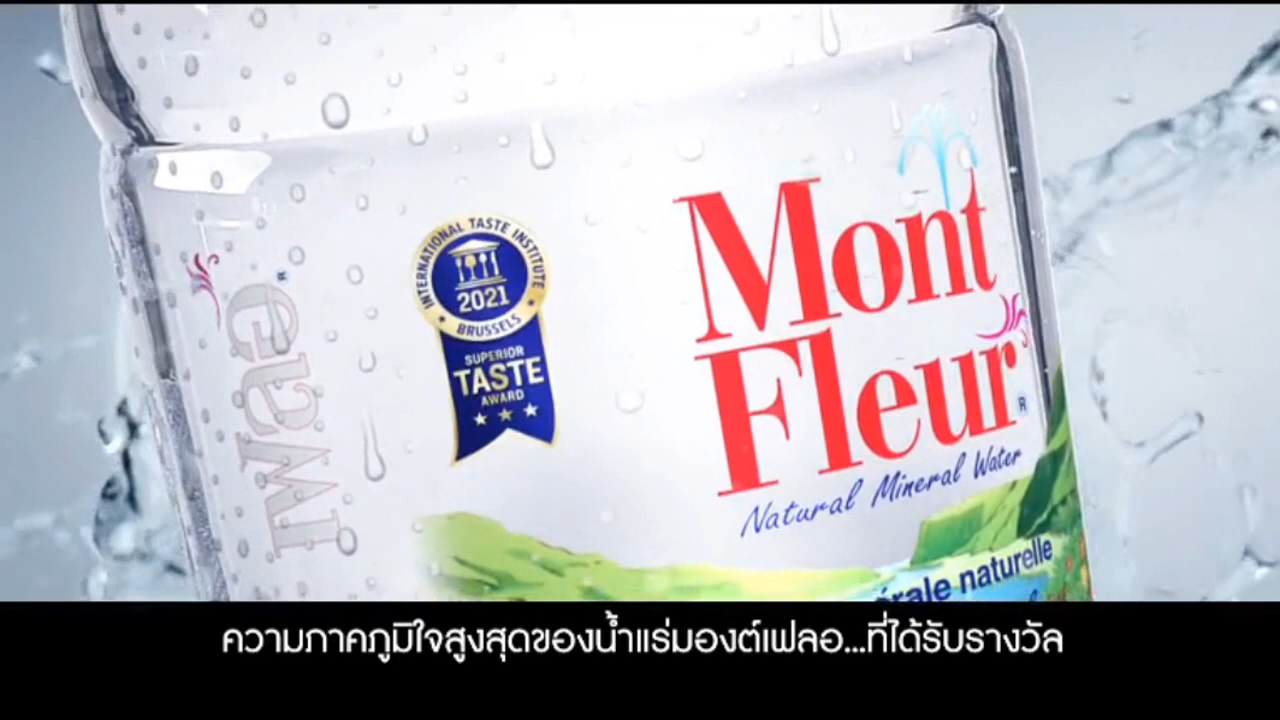 INTERNATIONAL TASTE INSTITUTE
2021
BRUSSELS
SUPERIOR
TASTE
AWARD
Mont
Fleur
®
Natural Mineral Water
naturelle
ความภาคภูมิใจสูงสุดของน้ำแร่มองต์เฟลอ...ที่ได้รับรางวัล